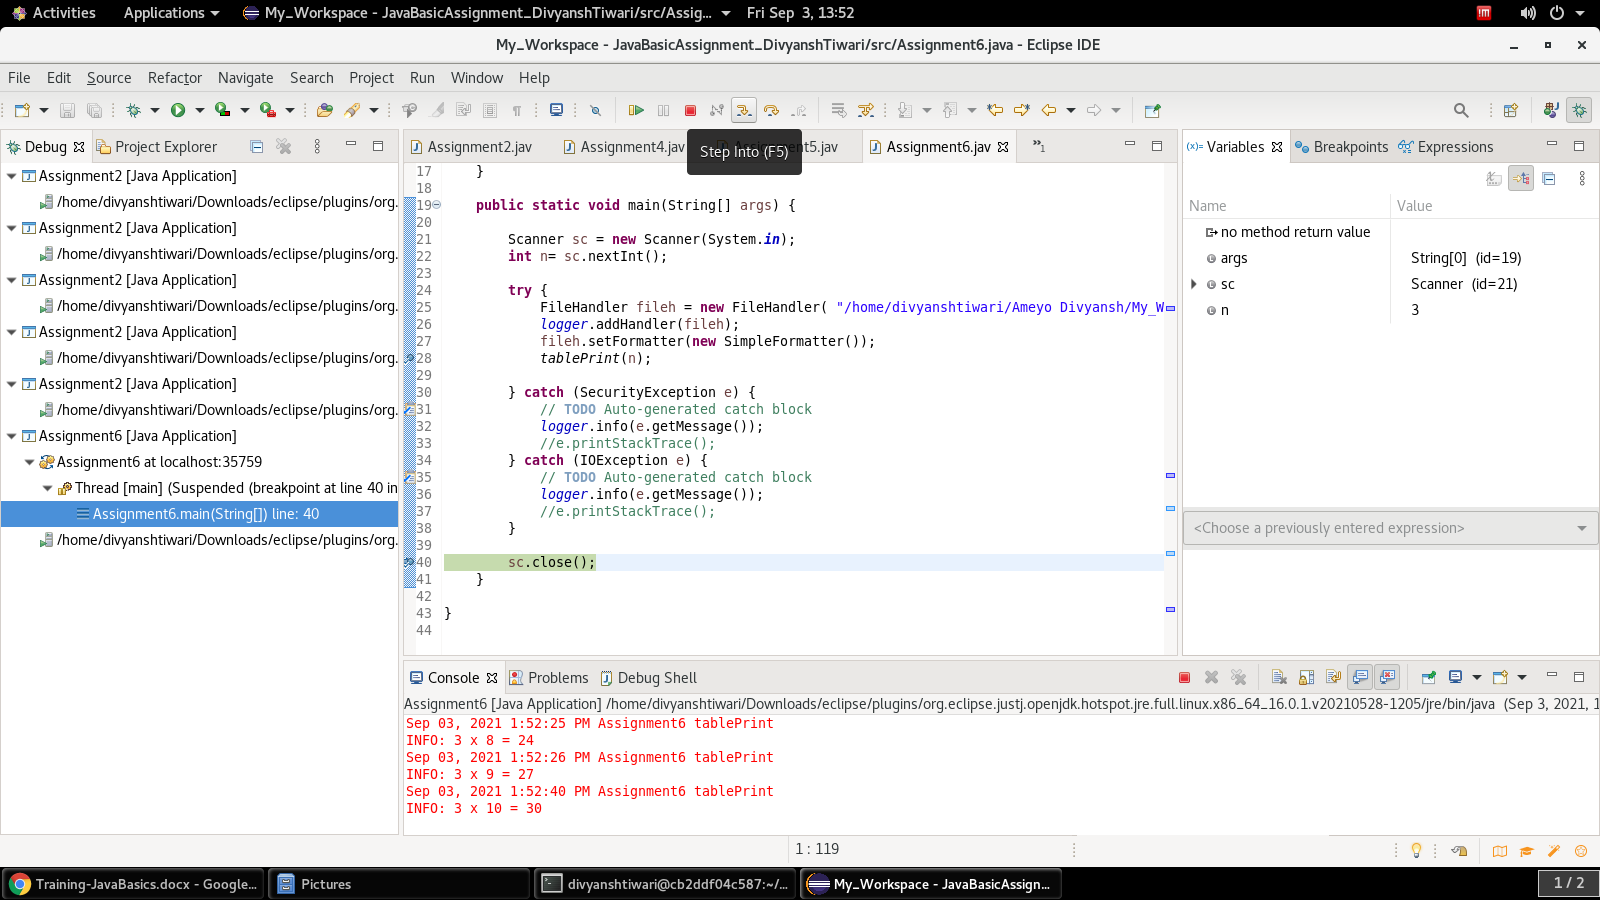 Activities
Applications
My_Workspace - JavaBasicAssignment_DivyanshTiwari/src/Assig...
Fri Sep  3, 13:52
My_Workspace - JavaBasicAssignment_DivyanshTiwari/src/Assignment6.java - Eclipse IDE
File Edit Source Refactor Navigate Search Project Run Window Help
Debug
Project Explorer
Assignment2 [Java Application]
/home/divyanshtiwari/Downloads/eclipse/plugins/org.
Assignment2 [Java Application]
/home/divyanshtiwari/Downloads/eclipse/plugins/org.
Assignment2 [Java Application]
/home/divyanshtiwari/Downloads/eclipse/plugins/org.
Assignment2 [Java Application]
/home/divyanshtiwari/Downloads/eclipse/plugins/org.
Assignment2 [Java Application]
/home/divyanshtiwari/Downloads/eclipse/plugins/org.
Assignment6 [Java Application]
Assignment6 at localhost:35759
Thread [main] (Suspended (breakpoint at line 40 in
Assignment6.main(String[]) line: 40
/home/divyanshtiwari/Downloads/eclipse/plugins/org.
Assignment2.jav
Assignment4.jav
5.jav
Assignment6.jav
»1
Step Into (F5)
17 }
18
19 public static void main(String[] args) {
20
21 Scanner sc = new Scanner(System.in);
22 int n= sc.nextInt();
23
24 try {
25 FileHandler fileh = new FileHandler( "/home/divyanshtiwari/Ameyo Divyansh/My_W
26 logger.addHandler(fileh);
27 fileh.setFormatter(new SimpleFormatter());
28 tablePrint(n);
29
30 } catch (SecurityException e) {
31 // TODO Auto-generated catch block
32 logger.info(e.getMessage());
33 //e.printStackTrace();
34 } catch (IOException e) {
35 // TODO Auto-generated catch block
36 logger.info(e.getMessage());
37 //e.printStackTrace();
38 }
39
40 sc.close();
41 }
42
43 }
44
Variables
Breakpoints
Expressions
Name Value
no method return value
args String[0] (id=19)
sc Scanner (id=21)
n 3
<Choose a previously entered expression>
Console
Problems
Debug Shell
Assignment6 [Java Application] /home/divyanshtiwari/Downloads/eclipse/plugins/org.eclipse.justj.openjdk.hotspot.jre.full.linux.x86_64_16.0.1.v20210528-1205/jre/bin/java (Sep 3, 2021, 1
Sep 03, 2021 1:52:25 PM Assignment6 tablePrint
INFO: 3 x 8 = 24
Sep 03, 2021 1:52:26 PM Assignment6 tablePrint
INFO: 3 x 9 = 27
Sep 03, 2021 1:52:40 PM Assignment6 tablePrint
INFO: 3 x 10 = 30
1 : 119
Training-JavaBasics.docx - Google...
Pictures
divyanshtiwari@cb2ddf04c587:~/...
My_Workspace - JavaBasicAssign...
1 / 2